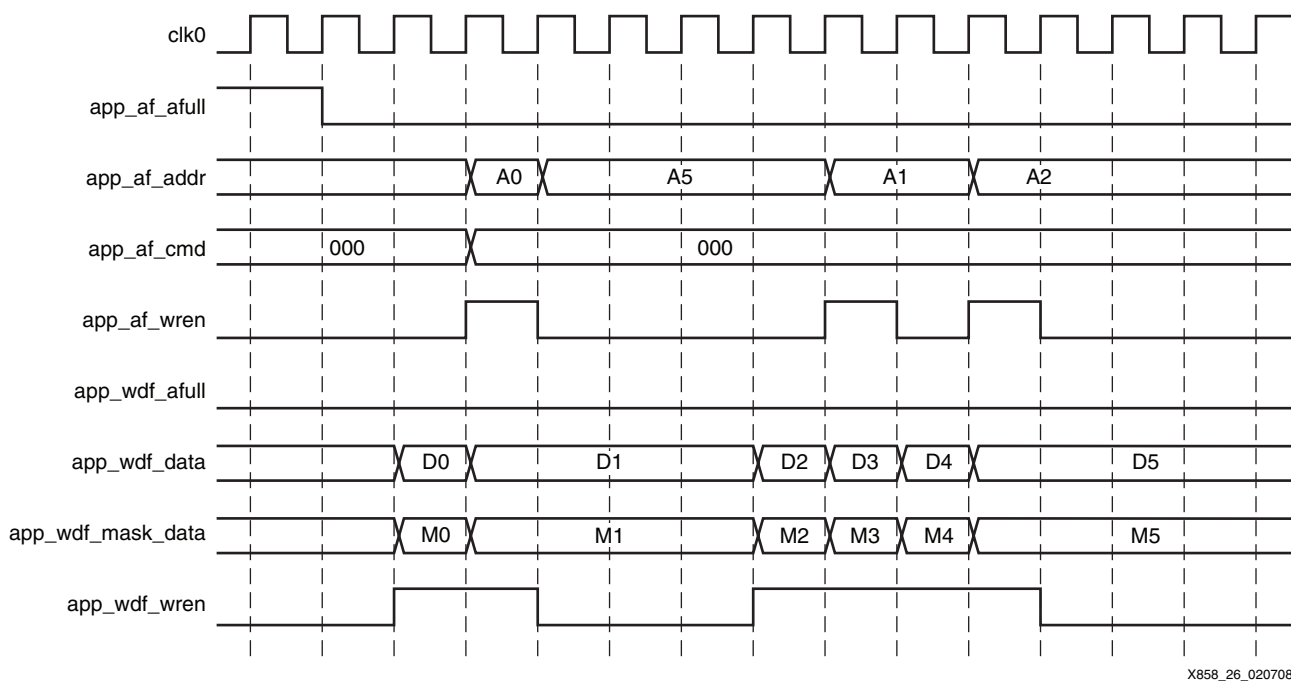 clk0
app_af_afull
app_af_addr A0 A5 A1 A2
app_af_cmd 000 000
app_af_wren
app_wdf_afull
app_wdf_data D0 D1 D2 D3 D4 D5
app_wdf_mask_data M0 M1 M2 M3 M4 M5
app_wdf_wren
X858_26_020708